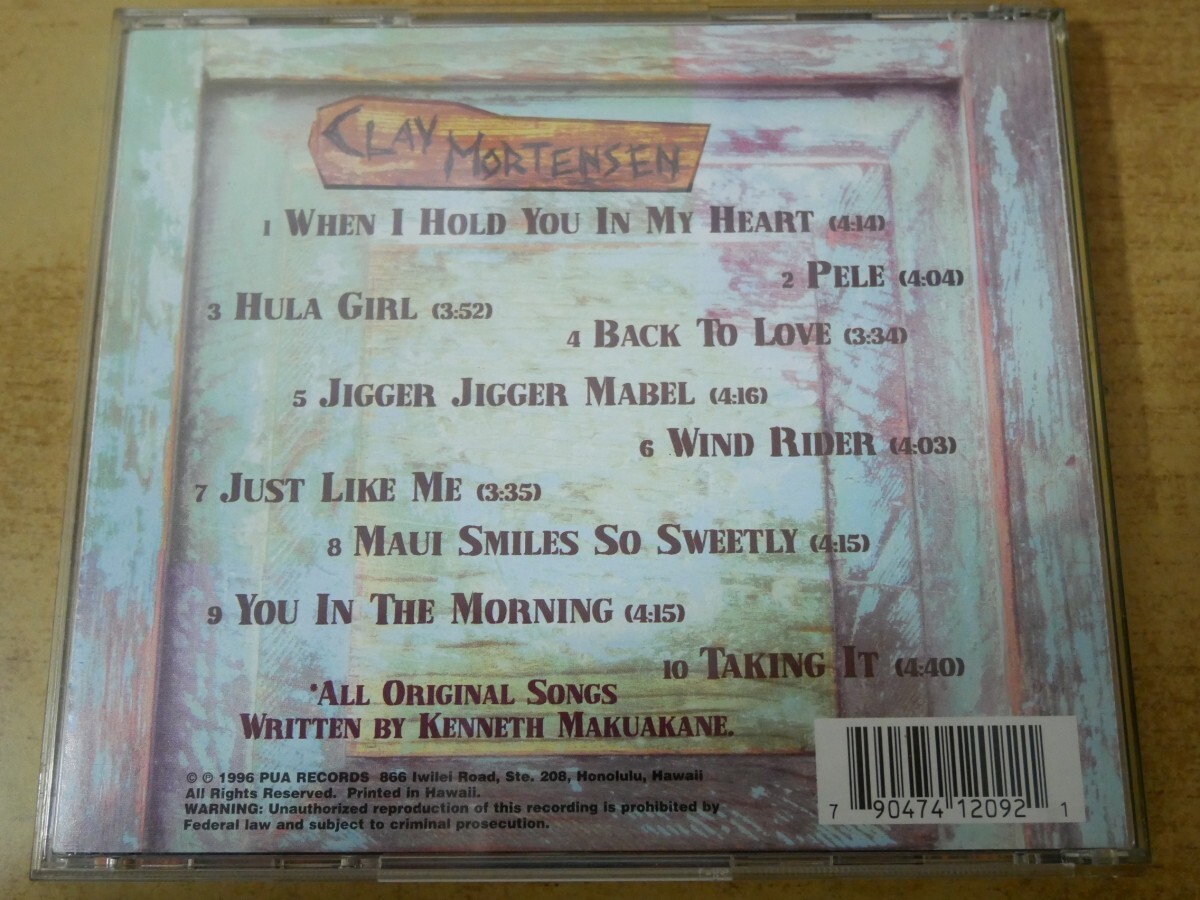 CLAY MORTENSEN
1 WHEN I HOLD YOU IN MY HEART (4:14)
2 PELE (4:04)
3 HULA GIRL (3:52)
4 BACK TO LOVE (3:34)
5 JIGGER JIGGER MABEL (4:16)
6 WIND RIDER (4:03)
7 JUST LIKE ME (3:35)
8 MAUI SMILES SO SWEETLY (4:15)
9 YOU IN THE MORNING (4:15)
10 TAKING IT (4:40)
*ALL ORIGINAL SONGS
WRITTEN BY KENNETH MAKUAKANE.
© ℗ 1996 PUA RECORDS 866 Iwilei Road, Ste. 208, Honolulu, Hawaii
All Rights Reserved. Printed in Hawaii.
WARNING: Unauthorized reproduction of this recording is prohibited by
Federal law and subject to criminal prosecution.
7 90474 12092 1